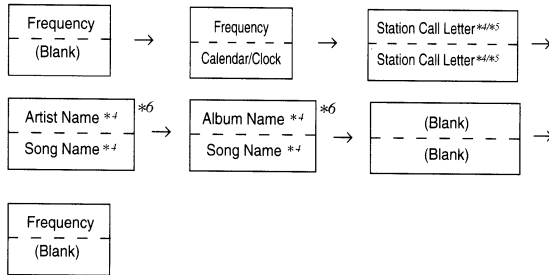 Frequency
(Blank)
→
Frequency
Calendar/Clock
→
Station Call Letter*4/*5
Station Call Letter*4/*5
→
Artist Name *4
Song Name *4
*6
→
Album Name *4
Song Name *4
*6
→
(Blank)
(Blank)
→
Frequency
(Blank)